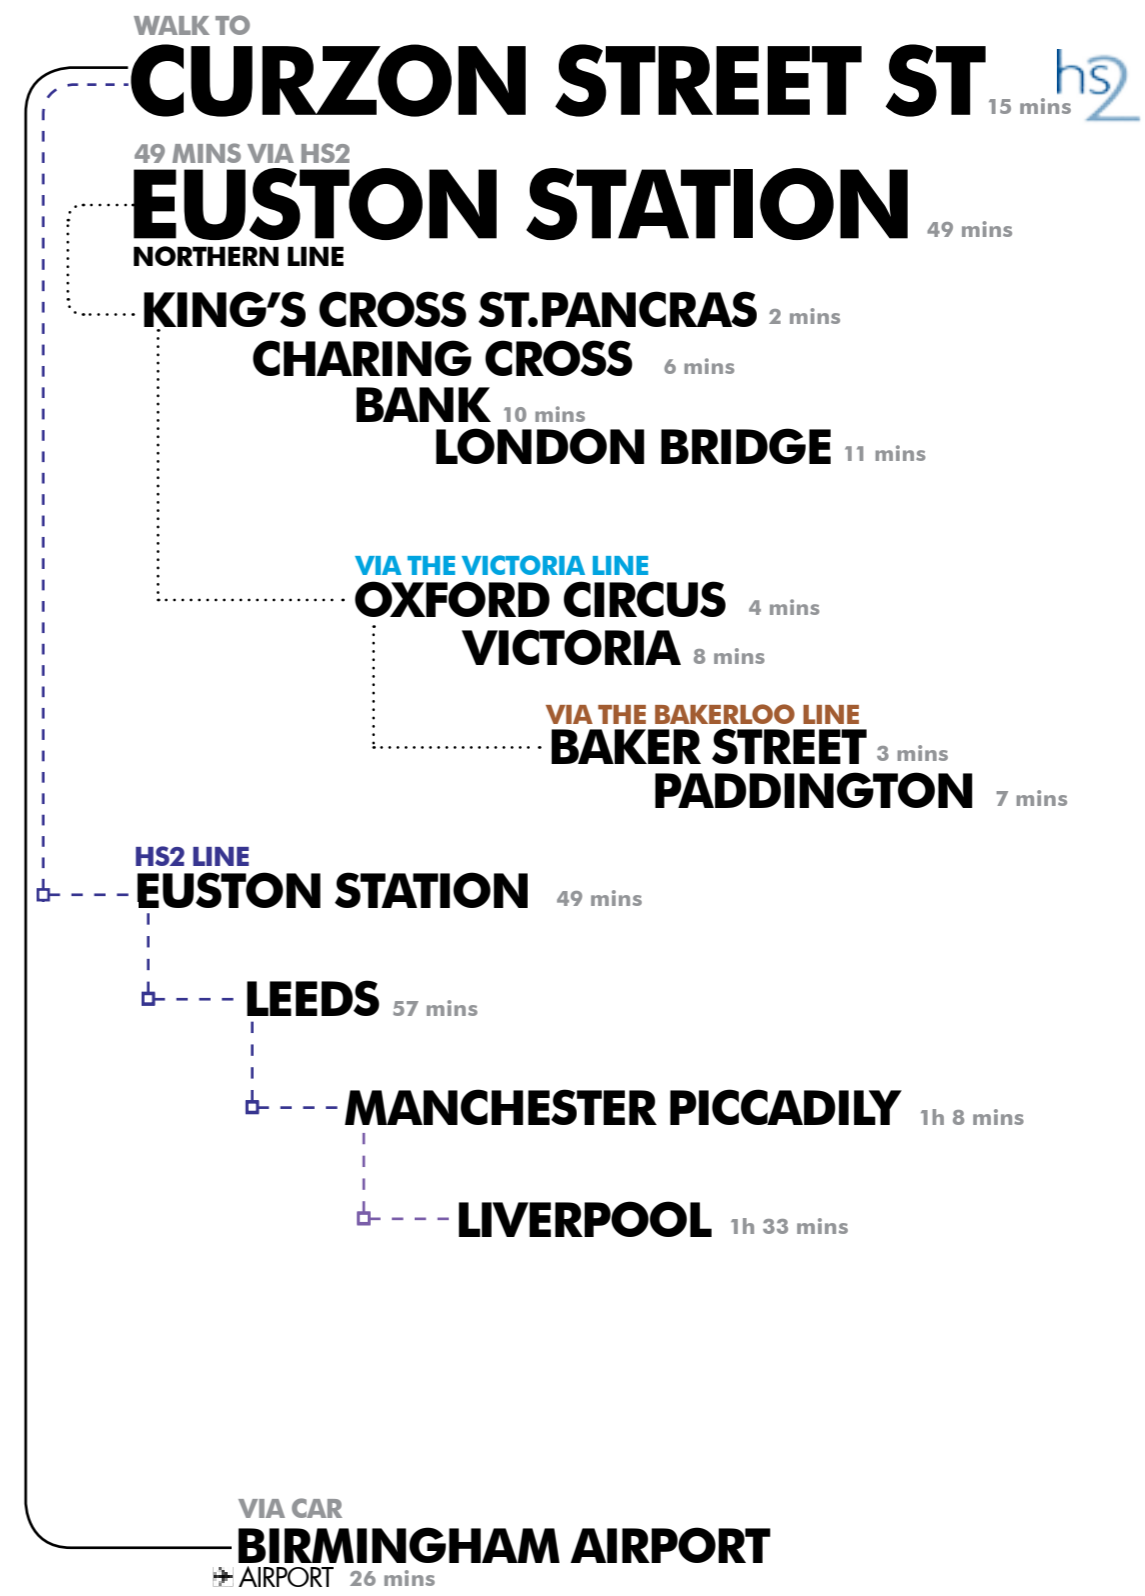 WALK TO
CURZON STREET ST 15 mins hs2
49 MINS VIA HS2
EUSTON STATION 49 mins
NORTHERN LINE
KING'S CROSS ST.PANCRAS 2 mins
CHARING CROSS 6 mins
BANK 10 mins
LONDON BRIDGE 11 mins
VIA THE VICTORIA LINE
OXFORD CIRCUS 4 mins
VICTORIA 8 mins
VIA THE BAKERLOO LINE
BAKER STREET 3 mins
PADDINGTON 7 mins
HS2 LINE
EUSTON STATION 49 mins
LEEDS 57 mins
MANCHESTER PICCADILY 1h 8 mins
LIVERPOOL 1h 33 mins
VIA CAR
BIRMINGHAM AIRPORT
AIRPORT 26 mins